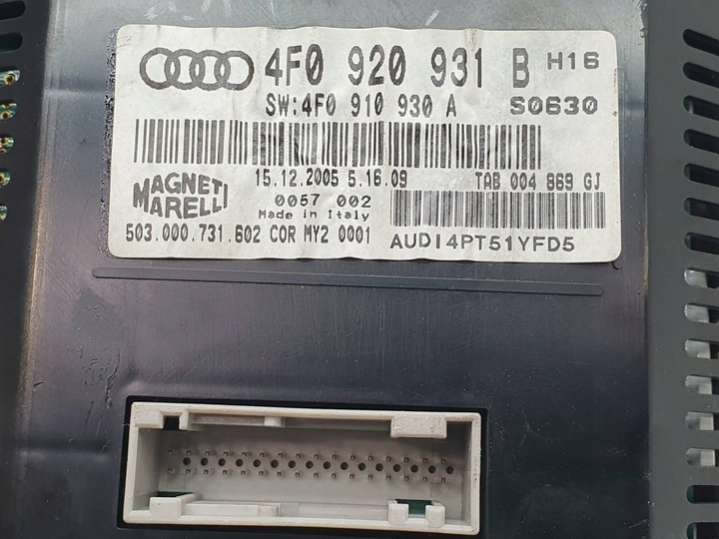 4F0 920 931 B H16
SW:4F0 910 930 A S0630
15.12.2005 5.16.09 TAB 004 869 GJ
MAGNETI
MARELLI
0057 002
Made in Italy
503.000.731.602 COR MY2 0001
AUDI4PT51YFD5